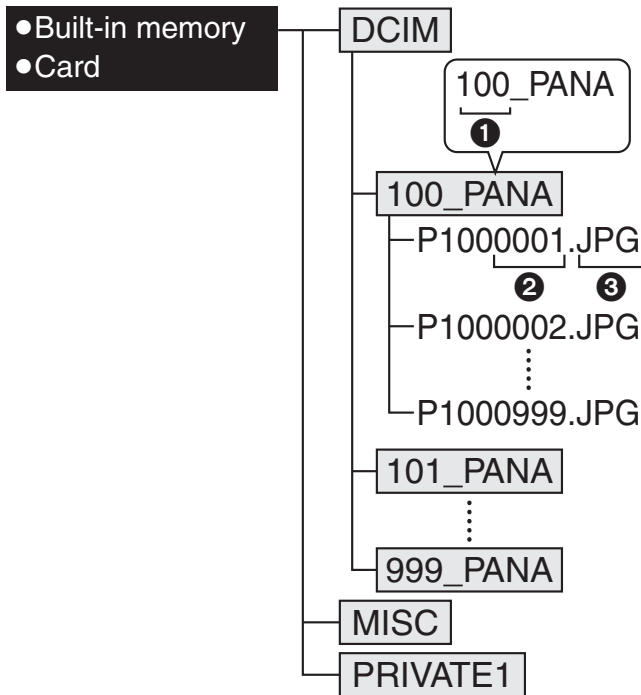 ●Built-in memory
●Card
DCIM
100_PANA
❶
100_PANA
P1000001.JPG
❷ ❸
P1000002.JPG
P1000999.JPG
101_PANA
999_PANA
MISC
PRIVATE1